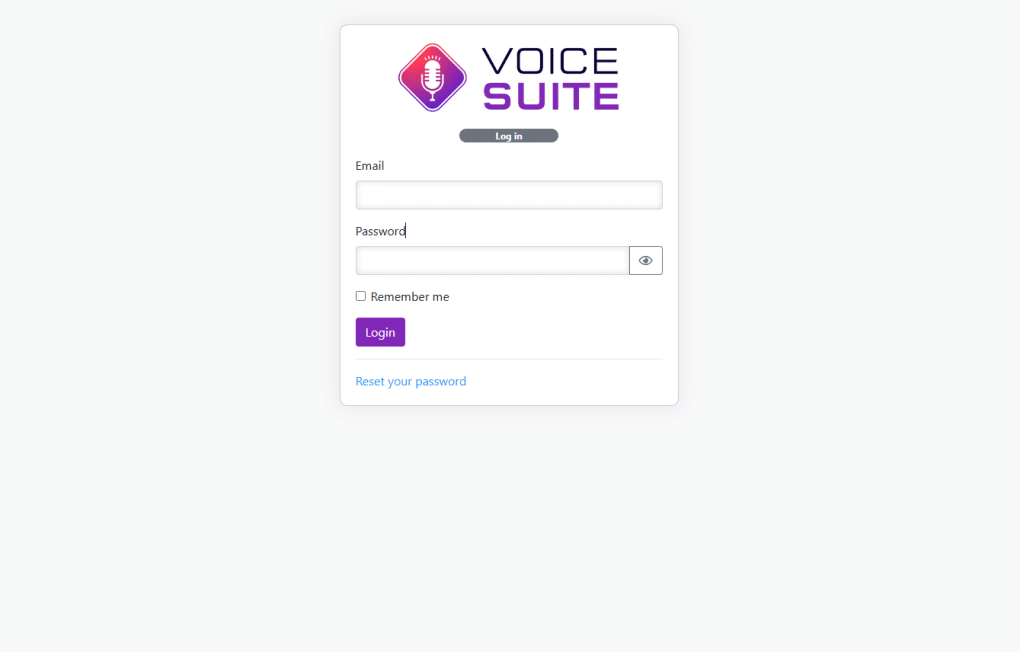 VOICE
SUITE
Log in
Email
Password
Remember me
Login
Reset your password